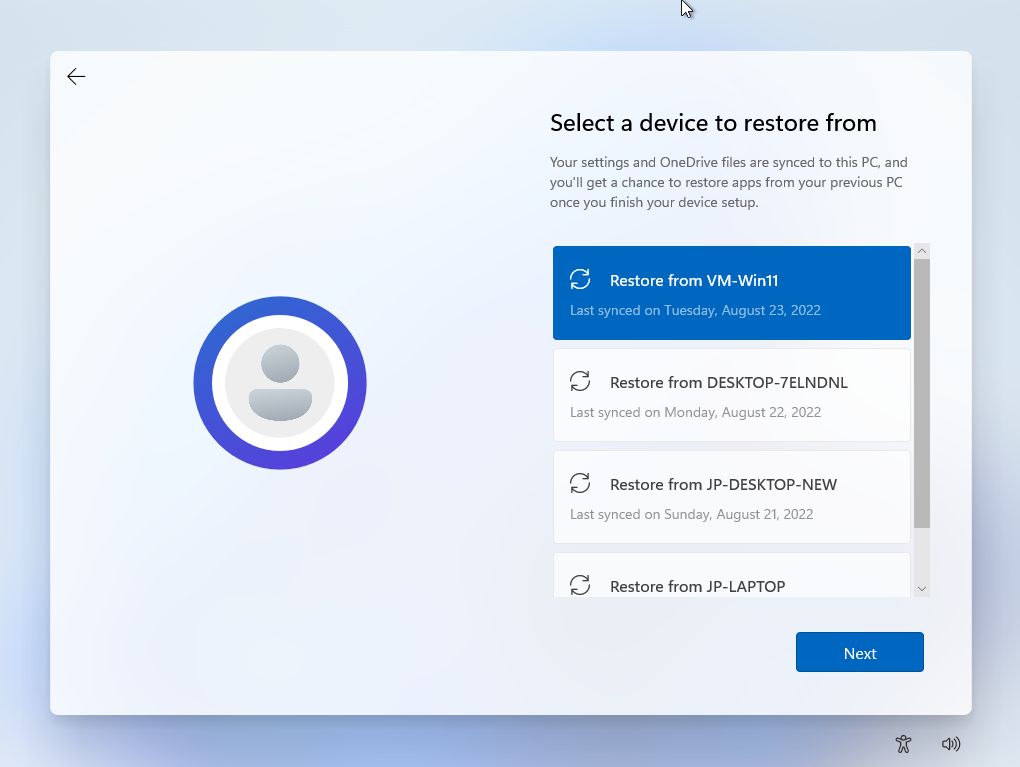 Select a device to restore from
Your settings and OneDrive files are synced to this PC, and
you'll get a chance to restore apps from your previous PC
once you finish your device setup.
Restore from VM-Win11
Last synced on Tuesday, August 23, 2022
Restore from DESKTOP-7ELNDNL
Last synced on Monday, August 22, 2022
Restore from JP-DESKTOP-NEW
Last synced on Sunday, August 21, 2022
Restore from JP-LAPTOP
Next